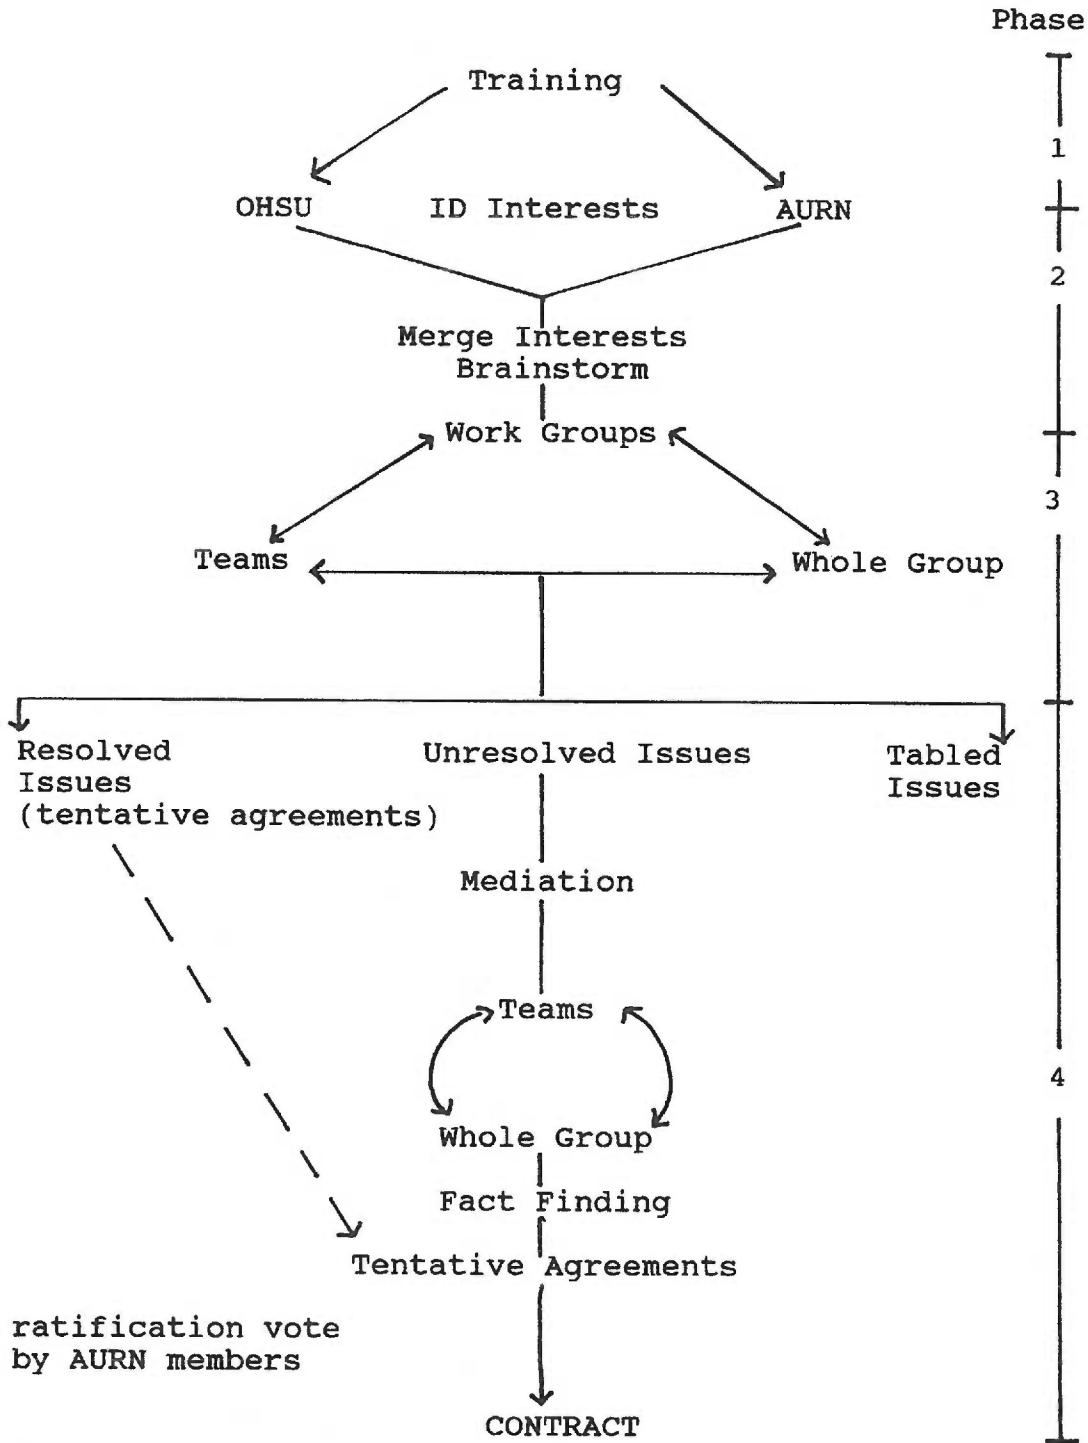 Phase
Training
1
OHSU ID Interests AURN
2
Merge Interests
Brainstorm
Work Groups
3
Teams Whole Group
Resolved Unresolved Issues Tabled
Issues Issues
(tentative agreements)
Mediation
Teams
4
Whole Group
Fact Finding
Tentative Agreements
ratification vote
by AURN members
CONTRACT